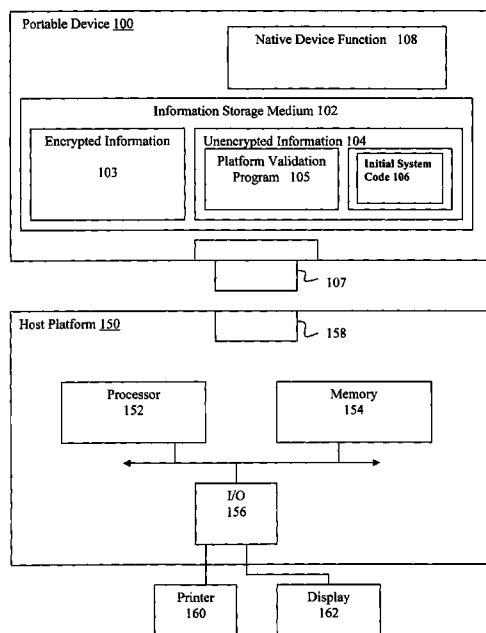 Portable Device 100
Native Device Function 108
Information Storage Medium 102
Encrypted Information
103
Unencrypted Information 104
Platform Validation
Program 105
Initial System
Code 106
107
158
Host Platform 150
Processor
152
Memory
154
I/O
156
Printer
160
Display
162